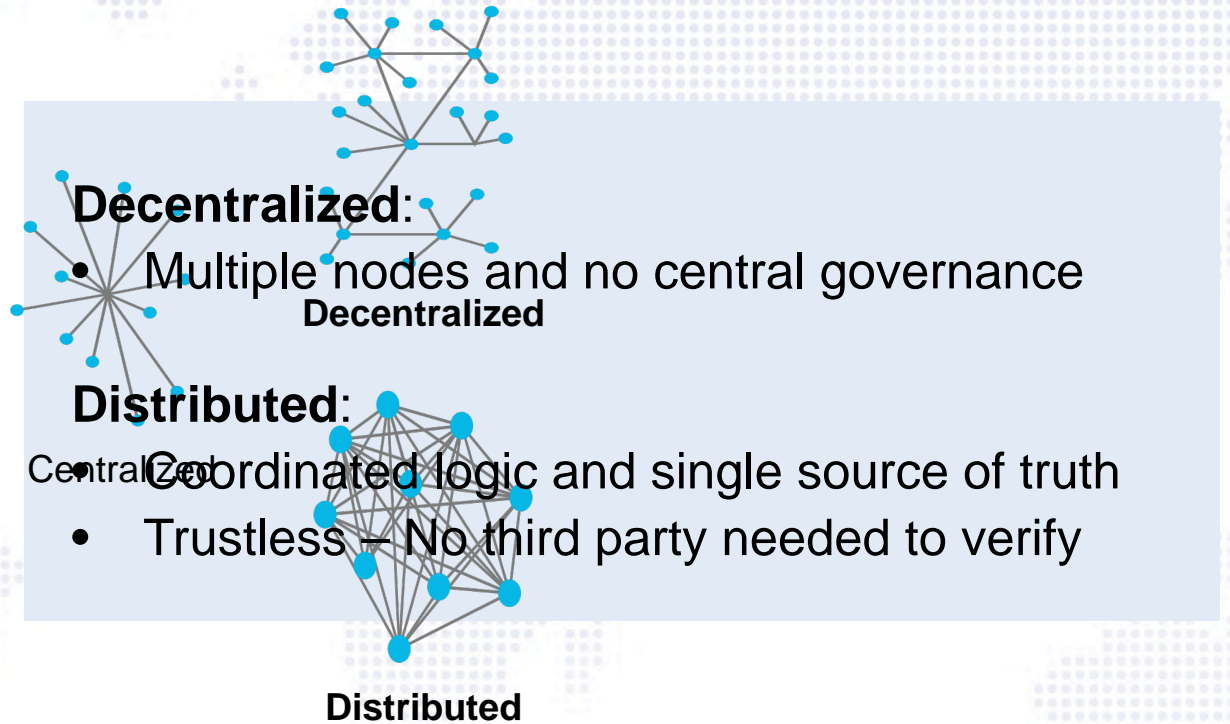 Decentralized:
• Multiple nodes and no central governance
Decentralized
Distributed:
Centralized
• Coordinated logic and single source of truth
• Trustless – No third party needed to verify
Distributed